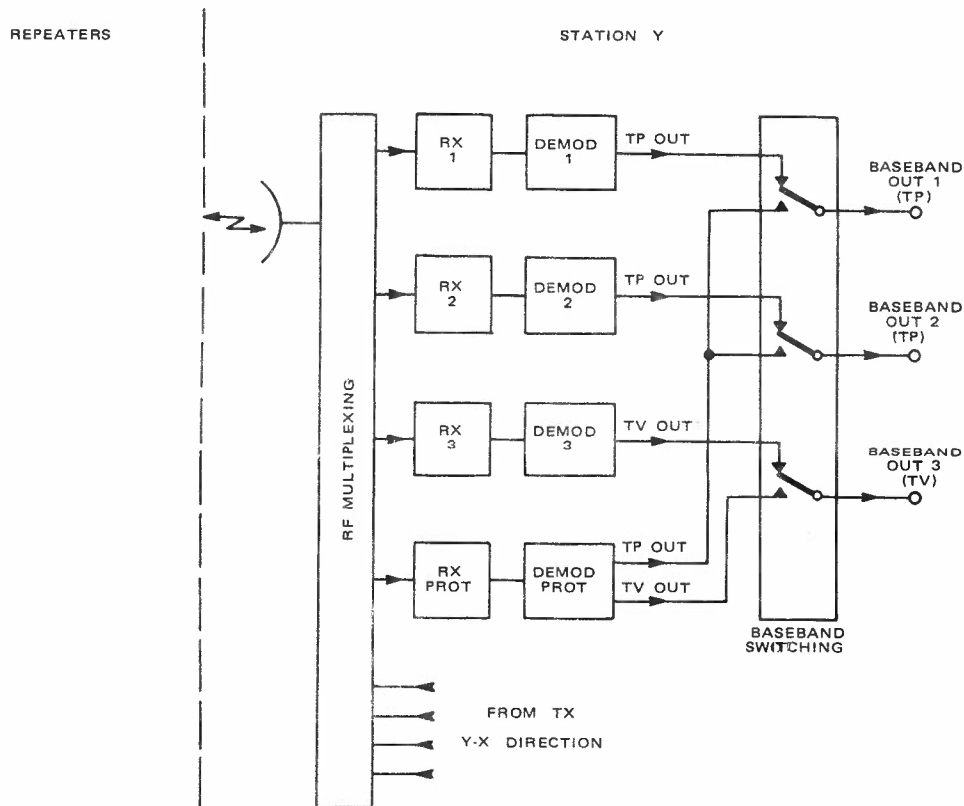 REPEATERS
STATION Y
RX
1
DEMOD
1
TP OUT
BASEBAND
OUT 1
(TP)
RX
2
DEMOD
2
TP OUT
BASEBAND
OUT 2
(TP)
RF MULTIPLEXING
RX
3
DEMOD
3
TV OUT
BASEBAND
OUT 3
(TV)
RX
PROT
DEMOD
PROT
TP OUT
TV OUT
BASEBAND
SWITCHING
FROM TX
Y-X DIRECTION